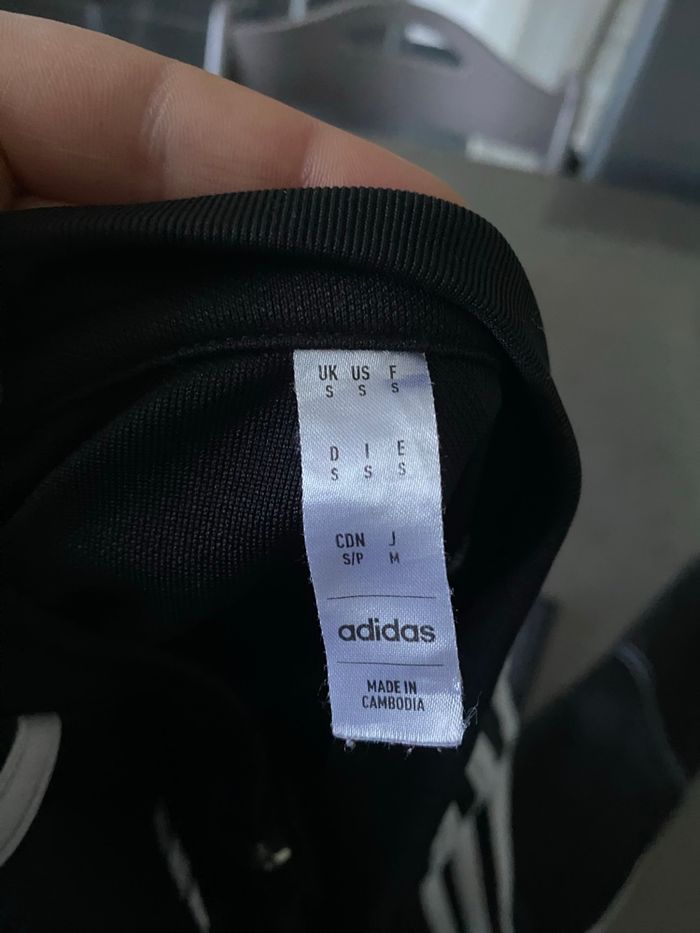 UK US F
S S S
D I E
S S S
CDN J
S/P M
adidas
MADE IN
CAMBODIA